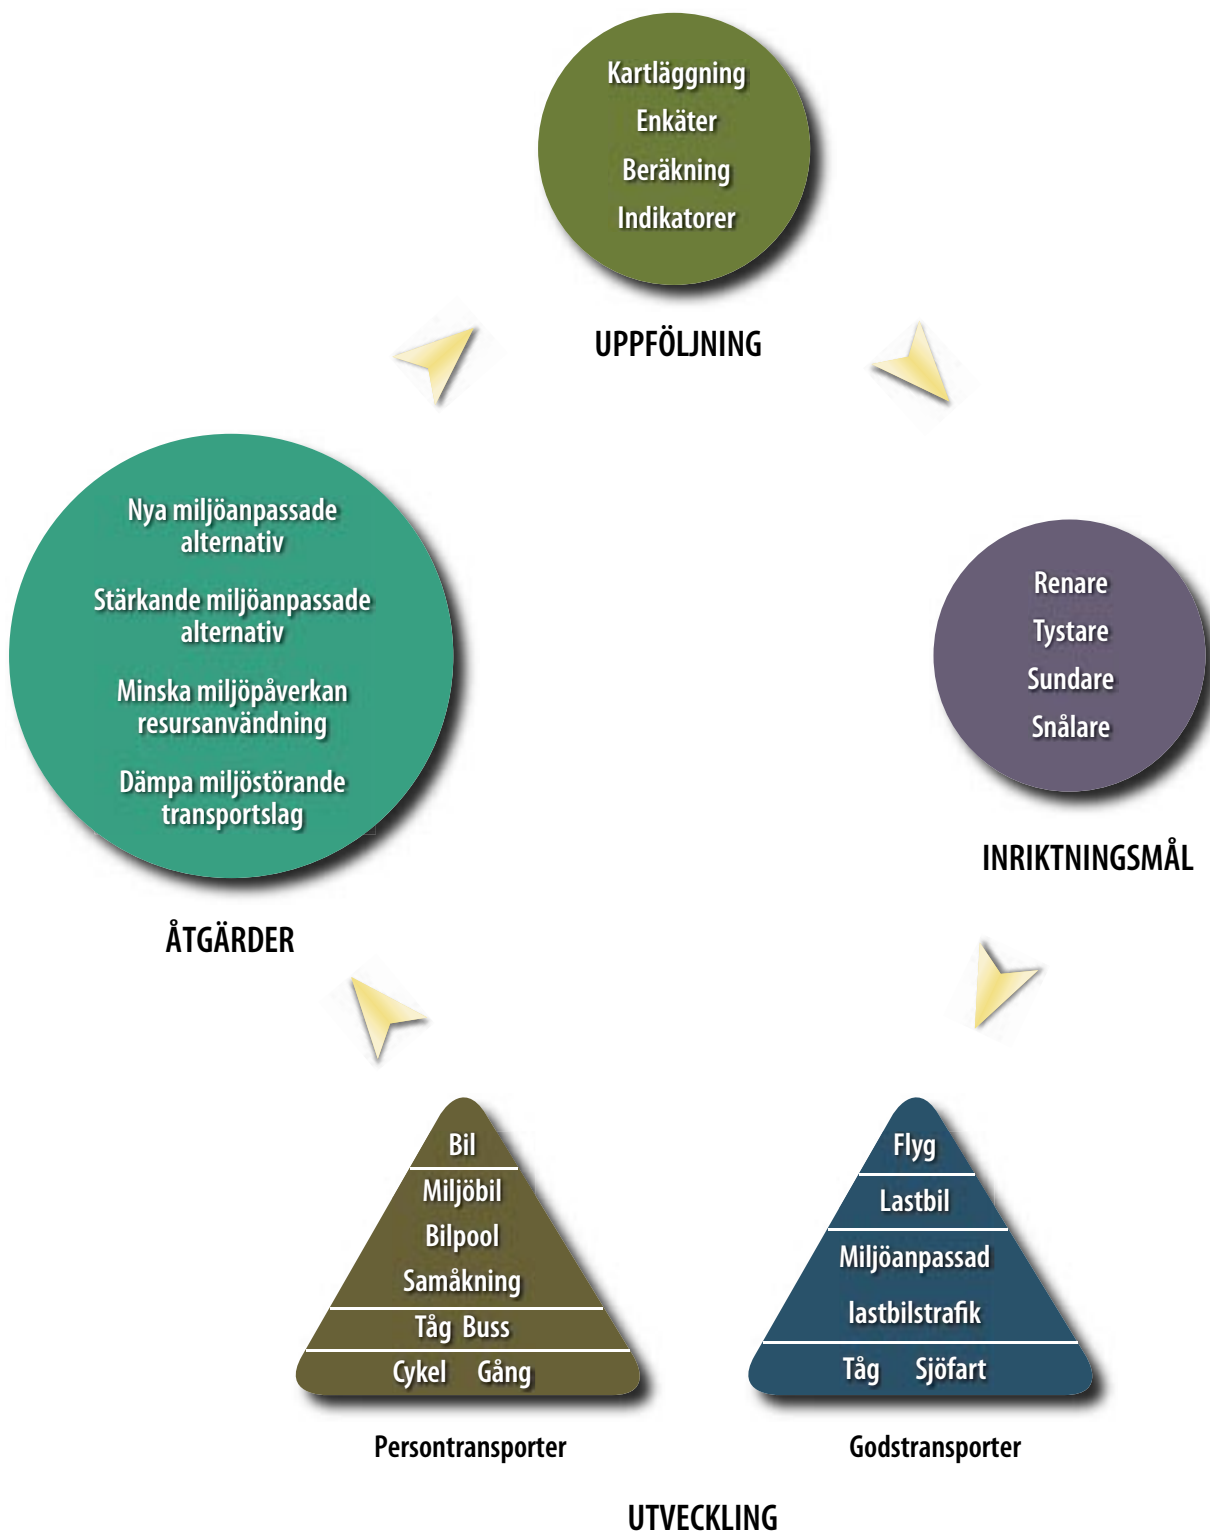 Kartläggning
Enkäter
Beräkning
Indikatorer
UPPFÖLJNING
Nya miljöanpassade
alternativ
Stärkande miljöanpassade
alternativ
Minska miljöpåverkan
resursanvändning
Dämpa miljöstörande
transportslag
ÅTGÄRDER
Renare
Tystare
Sundare
Snålare
INRIKTNINGSMÅL
Bil
Miljöbil
Bilpool
Samåkning
Tåg Buss
Cykel Gång
Persontransporter
Flyg
Lastbil
Miljöanpassad
lastbilstrafik
Tåg Sjöfart
Godstransporter
UTVECKLING